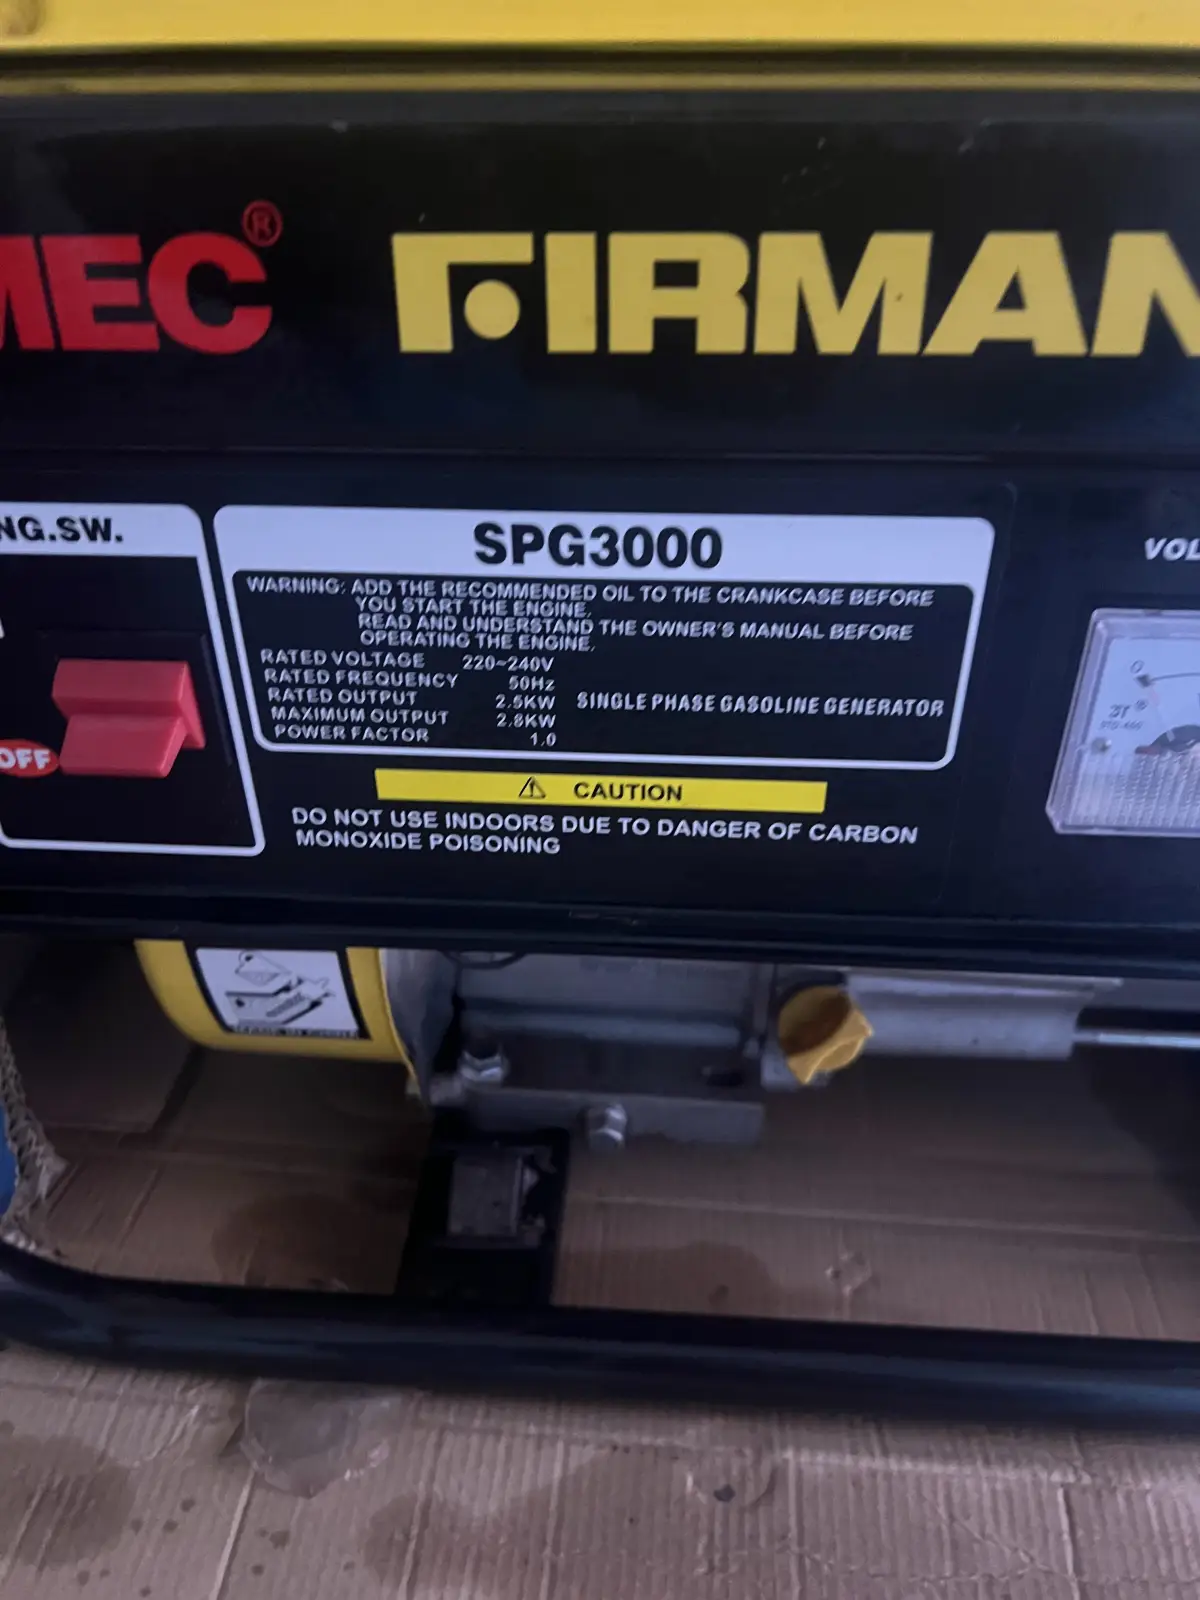 MEC® FIRMAN
NG.SW.
OFF
SPG3000
WARNING: ADD THE RECOMMENDED OIL TO THE CRANKCASE BEFORE
YOU START THE ENGINE.
READ AND UNDERSTAND THE OWNER'S MANUAL BEFORE
OPERATING THE ENGINE.
RATED VOLTAGE 220~240V
RATED FREQUENCY 50Hz
RATED OUTPUT 2.5KW
SINGLE PHASE GASOLINE GENERATOR
MAXIMUM OUTPUT 2.8KW
POWER FACTOR 1.0
⚠ CAUTION
DO NOT USE INDOORS DUE TO DANGER OF CARBON
MONOXIDE POISONING
VOL
0